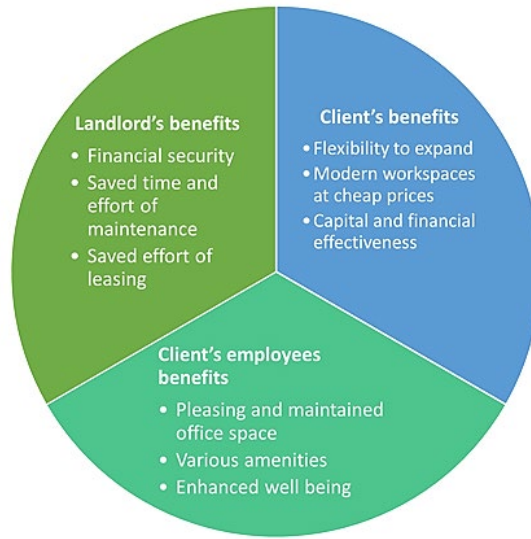 Landlord's benefits
• Financial security
• Saved time and
effort of
maintenance
• Saved effort of
leasing
Client's benefits
• Flexibility to expand
• Modern workspaces
at cheap prices
• Capital and financial
effectiveness
Client's employees
benefits
• Pleasing and maintained
office space
• Various amenities
• Enhanced well being